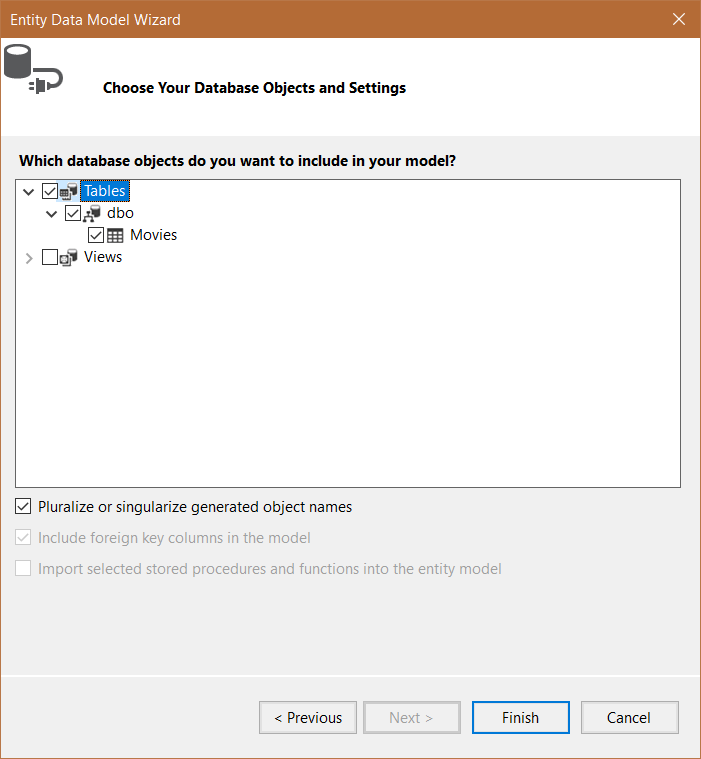 Entity Data Model Wizard
Choose Your Database Objects and Settings
Which database objects do you want to include in your model?
Tables
dbo
Movies
Views
Pluralize or singularize generated object names
Include foreign key columns in the model
Import selected stored procedures and functions into the entity model
< Previous Next > Finish Cancel